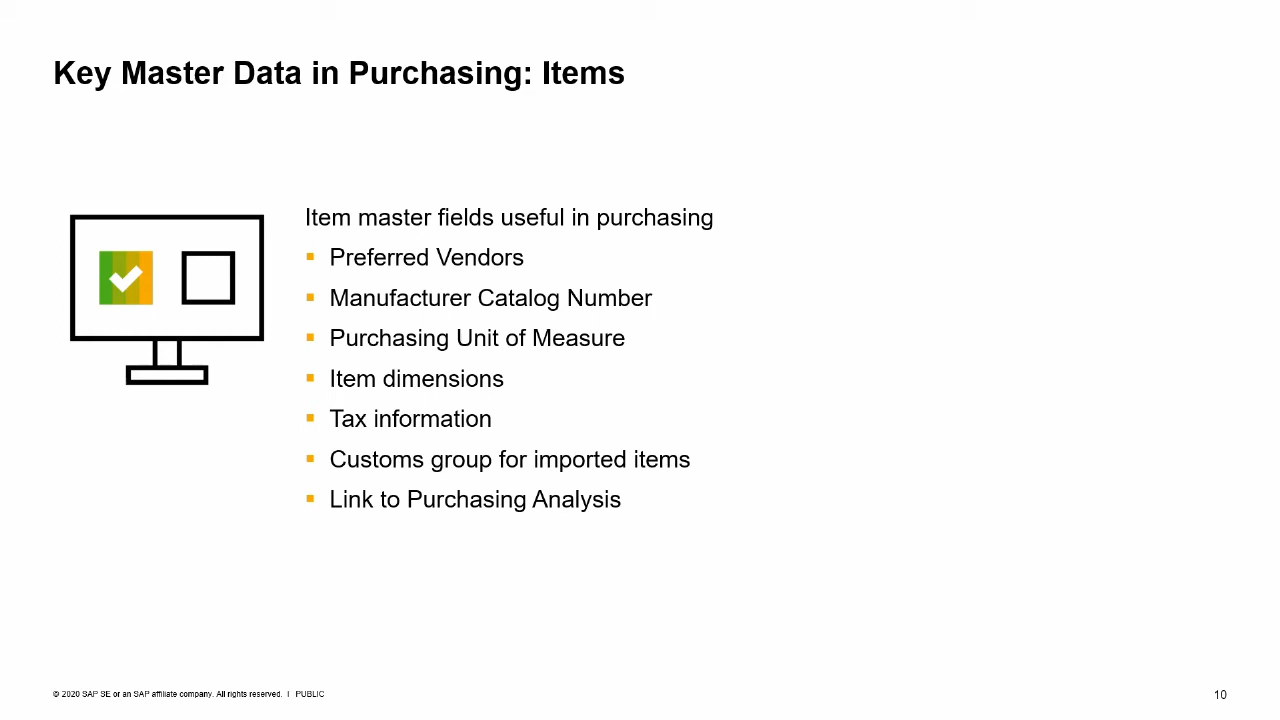 Key Master Data in Purchasing: Items
Item master fields useful in purchasing
▪ Preferred Vendors
▪ Manufacturer Catalog Number
▪ Purchasing Unit of Measure
▪ Item dimensions
▪ Tax information
▪ Customs group for imported items
▪ Link to Purchasing Analysis
© 2020 SAP SE or an SAP affiliate company. All rights reserved. I PUBLIC
10